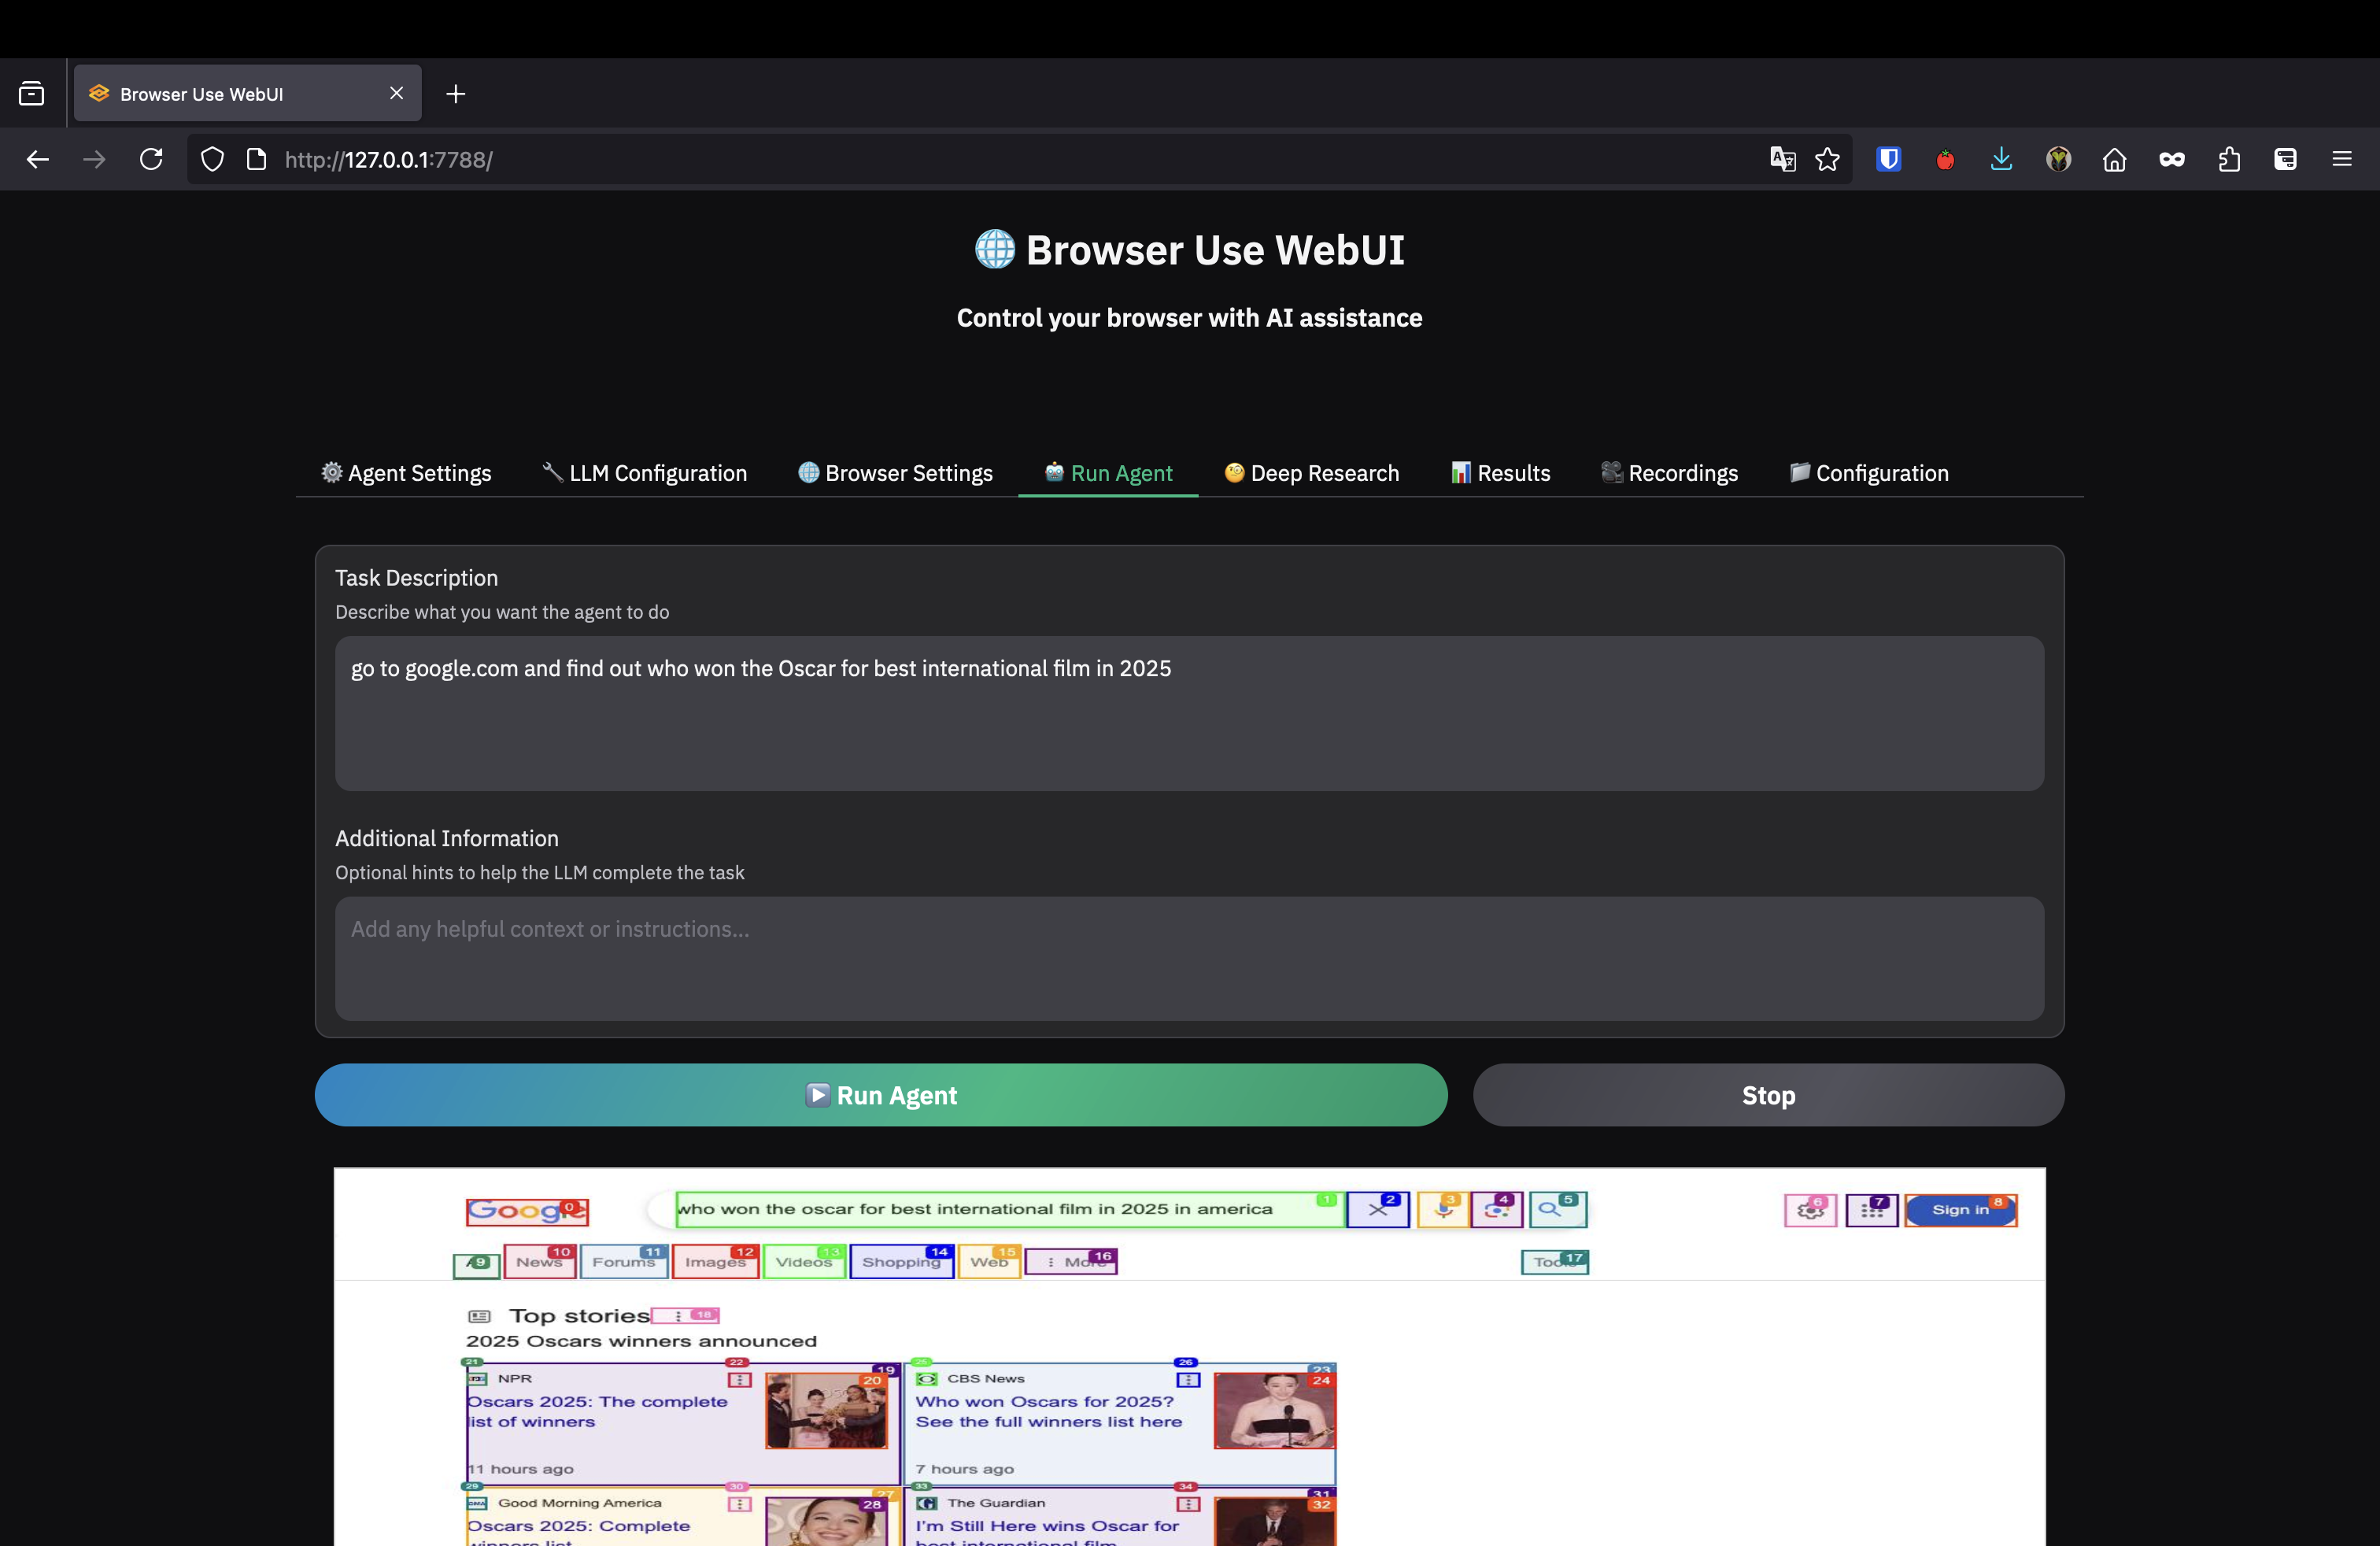 Browser Use WebUI
http://127.0.0.1:7788/
Browser Use WebUI
Control your browser with AI assistance
Agent Settings LLM Configuration Browser Settings Run Agent Deep Research Results Recordings Configuration
Task Description
Describe what you want the agent to do
go to google.com and find out who won the Oscar for best international film in 2025
Additional Information
Optional hints to help the LLM complete the task
Add any helpful context or instructions...
Run Agent Stop
Google 0 who won the oscar for best international film in 2025 in america 1 2 3 4 5 6 7 Sign in 8
9 News 10 Forums 11 Images 12 Videos 13 Shopping 14 Web 15 More 16 Tools 17
Top stories 18
2025 Oscars winners announced
21 22 19 25 26 23
NPR 20 CBS News 24
Oscars 2025: The complete Who won Oscars for 2025?
list of winners See the full winners list here
11 hours ago 7 hours ago
29 30 27 33 34 31
Good Morning America 28 The Guardian 32
Oscars 2025: Complete I'm Still Here wins Oscar for
winners list best international film